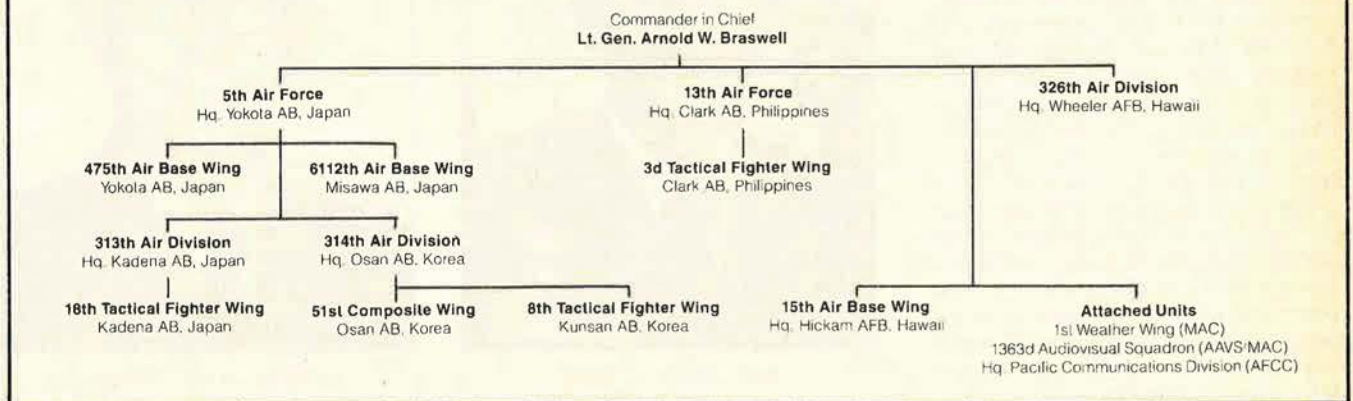 Commander in Chief
Lt. Gen. Arnold W. Braswell
5th Air Force
Hq. Yokota AB, Japan
13th Air Force
Hq. Clark AB, Philippines
326th Air Division
Hq. Wheeler AFB, Hawaii
475th Air Base Wing
Yokota AB, Japan
6112th Air Base Wing
Misawa AB, Japan
3d Tactical Fighter Wing
Clark AB, Philippines
313th Air Division
Hq. Kadena AB, Japan
314th Air Division
Hq. Osan AB, Korea
18th Tactical Fighter Wing
Kadena AB, Japan
51st Composite Wing
Osan AB, Korea
8th Tactical Fighter Wing
Kunsan AB, Korea
15th Air Base Wing
Hq. Hickam AFB, Hawaii
Attached Units
1st Weather Wing (MAC)
1363d Audiovisual Squadron (AAVS/MAC)
Hq. Pacific Communications Division (AFCC)